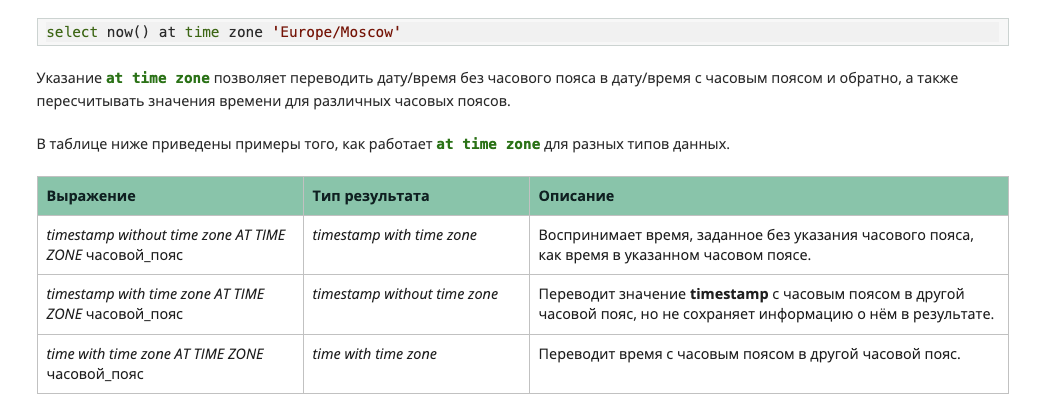 select now() at time zone 'Europe/Moscow'
Указание at time zone позволяет переводить дату/время без часового пояса в дату/время с часовым поясом и обратно, а также
пересчитывать значения времени для различных часовых поясов.
В таблице ниже приведены примеры того, как работает at time zone для разных типов данных.
Выражение Тип результата Описание
timestamp without time zone AT TIME
ZONE часовой_пояс
timestamp with time zone
Воспринимает время, заданное без указания часового пояса,
как время в указанном часовом поясе.
timestamp with time zone AT TIME
ZONE часовой_пояс
timestamp without time zone
Переводит значение timestamp с часовым поясом в другой
часовой пояс, но не сохраняет информацию о нём в результате.
time with time zone AT TIME ZONE
часовой_пояс
time with time zone
Переводит время с часовым поясом в другой часовой пояс.